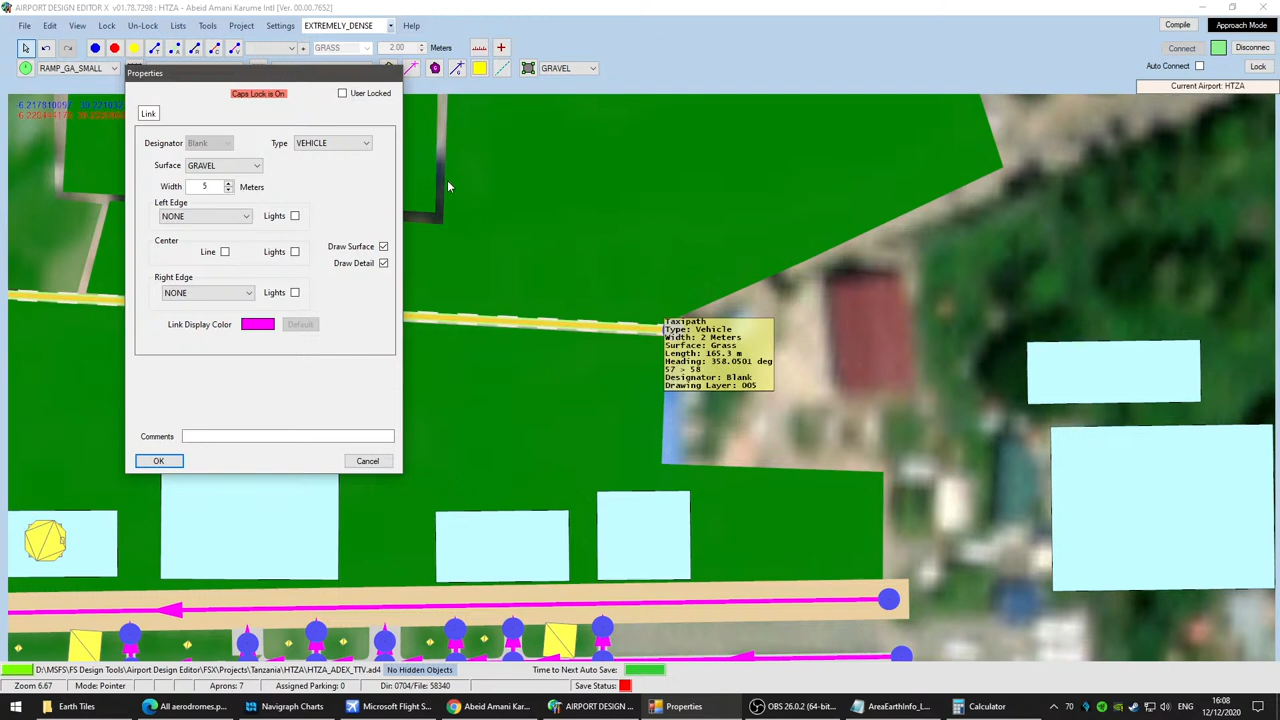 AIRPORT DESIGN EDITOR X v01.78.7298 : HTZA - Abeid Amani Karume Intl [Ver. 00.00.7652]
File Edit View Lock Un-Lock Lists Tools Project Settings EXTREMELY_DENSE Help Compile Approach Mode
T A R C V + GRASS 2.00 Meters Connect Disconnec
RAMP_GA_SMALL GRAVEL Auto Connect Lock
Current Airport: HTZA
Properties
Caps Lock is On User Locked
Link
Designator Blank Type VEHICLE
Surface GRAVEL
Width 5 Meters
Left Edge
NONE Lights
Center
Line Lights Draw Surface
Draw Detail
Right Edge
NONE Lights
Link Display Color Default
Comments
OK Cancel
Taxipath
Type: Vehicle
Width: 2 Meters
Surface: Grass
Length: 165.3 m
Heading: 358.0501 deg
57 > 58
Designator: Blank
Drawing Layer: 005
D:\MSFS\FS Design Tools\Airport Design Editor\FSX\Projects\Tanzania\HTZA\HTZA_ADEX_TTV.ad4 No Hidden Objects Time to Next Auto Save:
Zoom 6.67 Mode: Pointer Aprons: 7 Assigned Parking: 0 Dir: 0704/File: 58340 Save Status:
Earth Tiles All aerodromes.pdf... Navigraph Charts Microsoft Flight S... Abeid Amani Karu... AIRPORT DESIGN ... Properties OBS 26.0.2 (64-bit... AreaEarthInfo_L... Calculator 70 ENG 16:08
12/12/2020